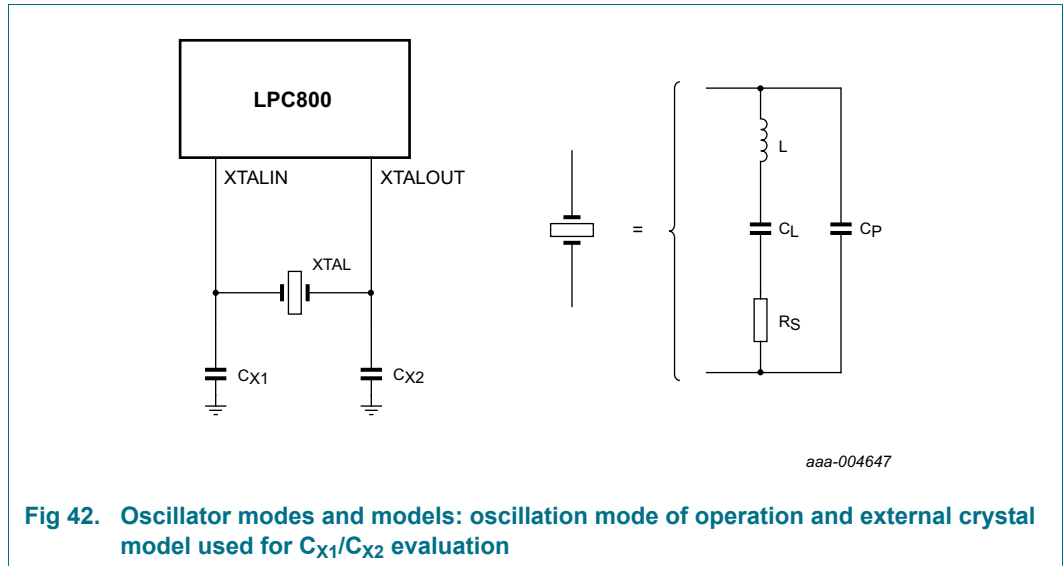 LPC800
XTALIN
XTALOUT
XTAL
CX1
CX2
=
L
CL
CP
RS
aaa-004647
Fig 42. Oscillator modes and models: oscillation mode of operation and external crystal
model used for CX1/CX2 evaluation